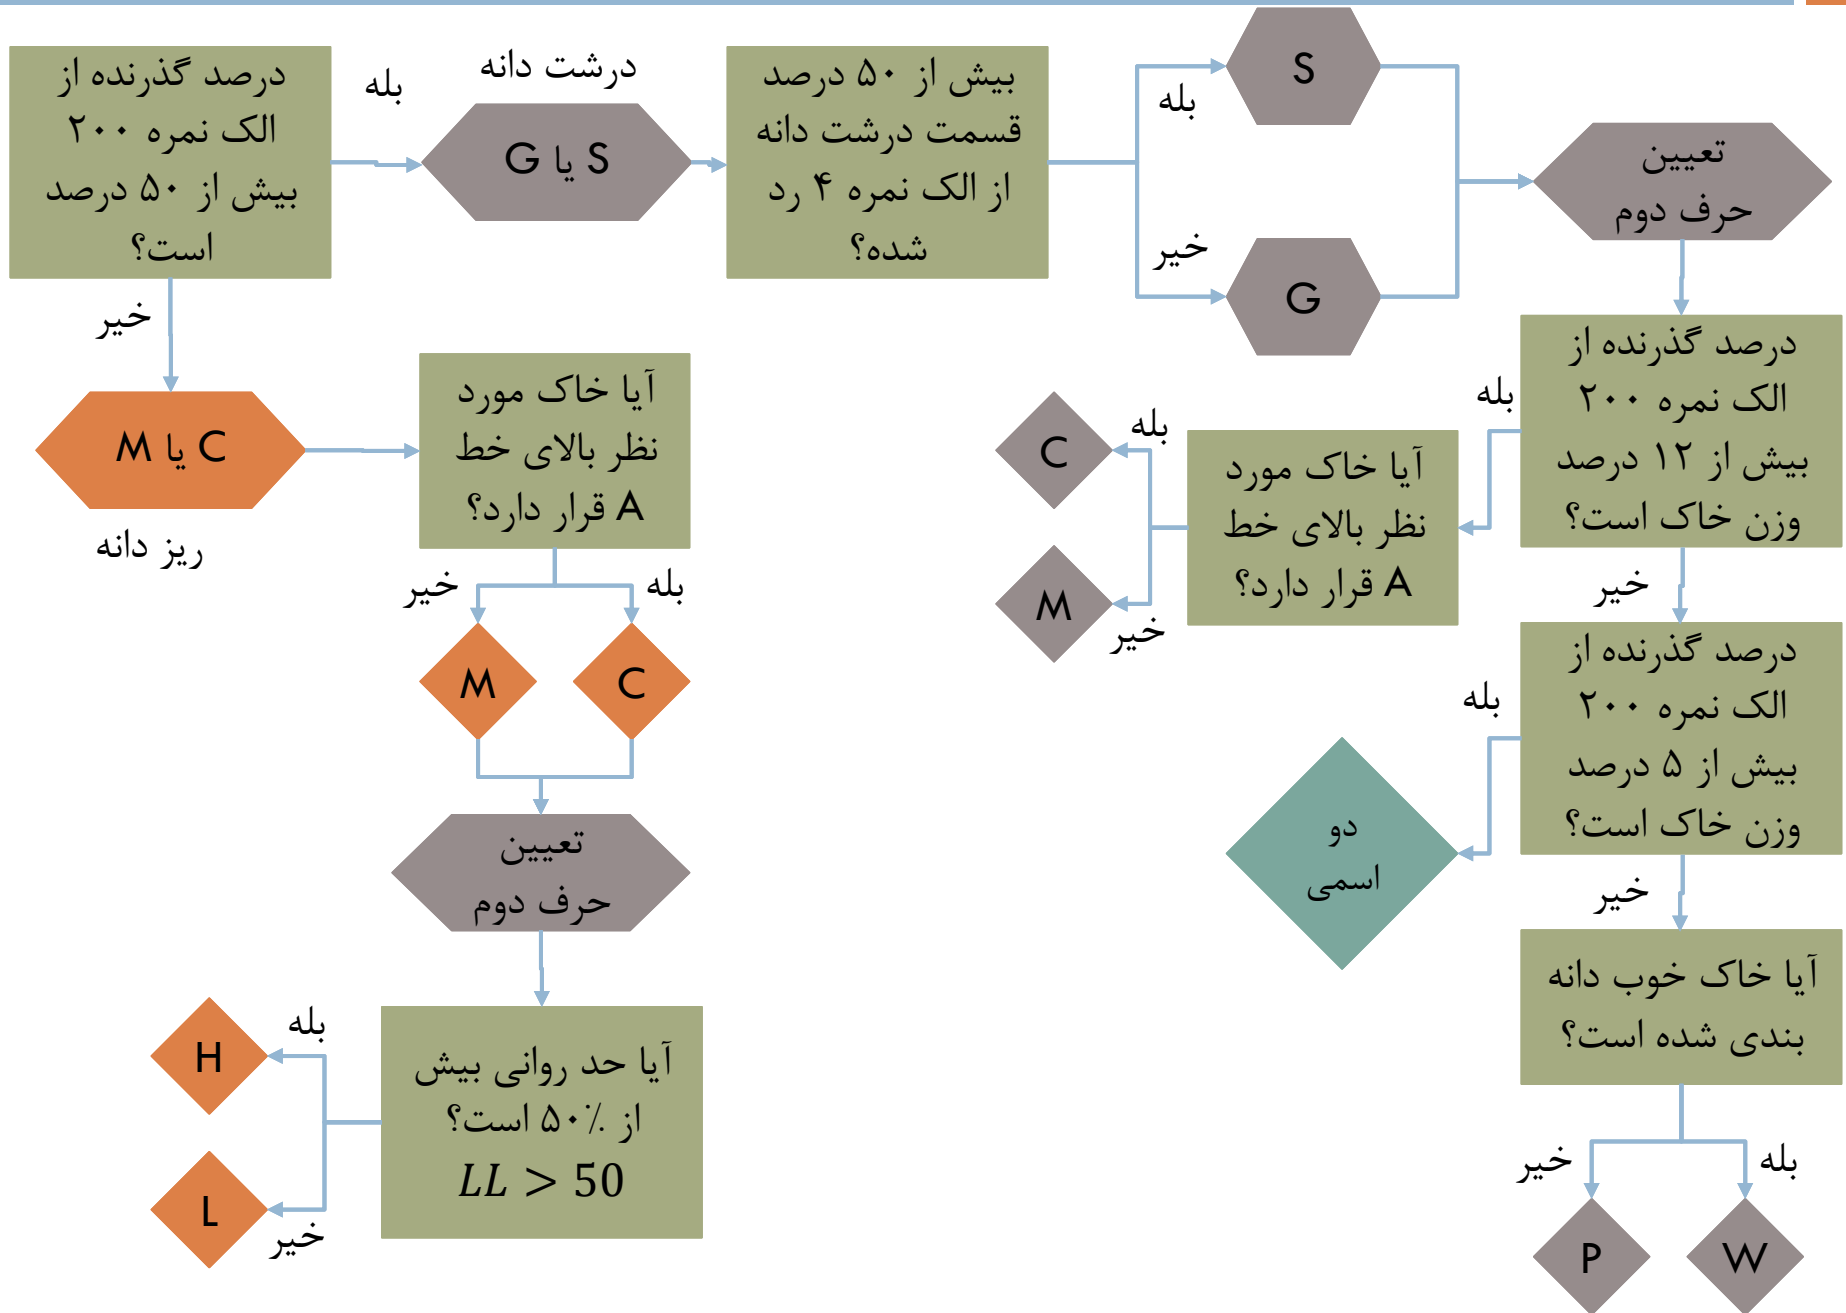 درصد گذرنده از
الک نمره ۲۰۰
بیش از ۵۰ درصد
است؟
بله
درشت دانه
S یا G
بیش از ۵۰ درصد
قسمت درشت دانه
از الک نمره ۴ رد
شده؟
بله
خیر
S
G
تعیین
حرف دوم
درصد گذرنده از
الک نمره ۲۰۰
بیش از ۱۲ درصد
وزن خاک است؟
بله
آیا خاک مورد
نظر بالای خط
A قرار دارد؟
بله
خیر
C
M
خیر
درصد گذرنده از
الک نمره ۲۰۰
بیش از ۵ درصد
وزن خاک است؟
بله
دو
اسمی
خیر
آیا خاک خوب دانه
بندی شده است؟
بله
خیر
W
P
خیر
C یا M
ریز دانه
آیا خاک مورد
نظر بالای خط
A قرار دارد؟
بله
خیر
C
M
تعیین
حرف دوم
آیا حد روانی بیش
از ۵۰٪ است؟
LL > 50
بله
خیر
H
L